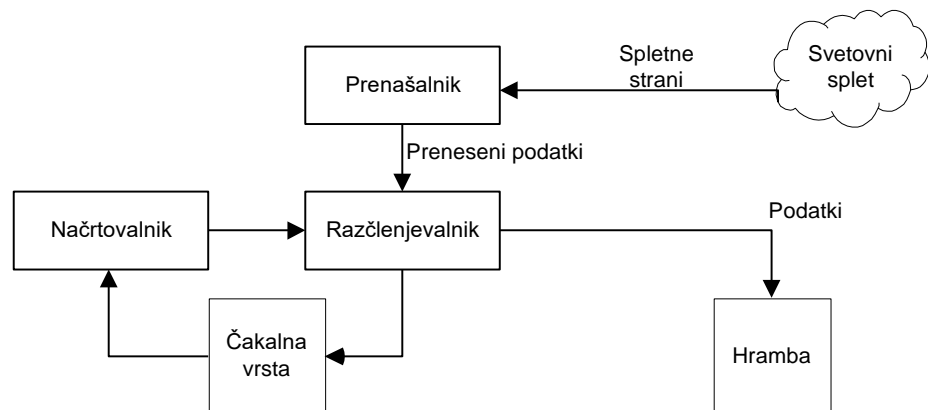 Spletne
strani
Svetovni
splet
Prenašalnik
Preneseni podatki
Načrtovalnik
Razčlenjevalnik
Podatki
Čakalna
vrsta
Hramba